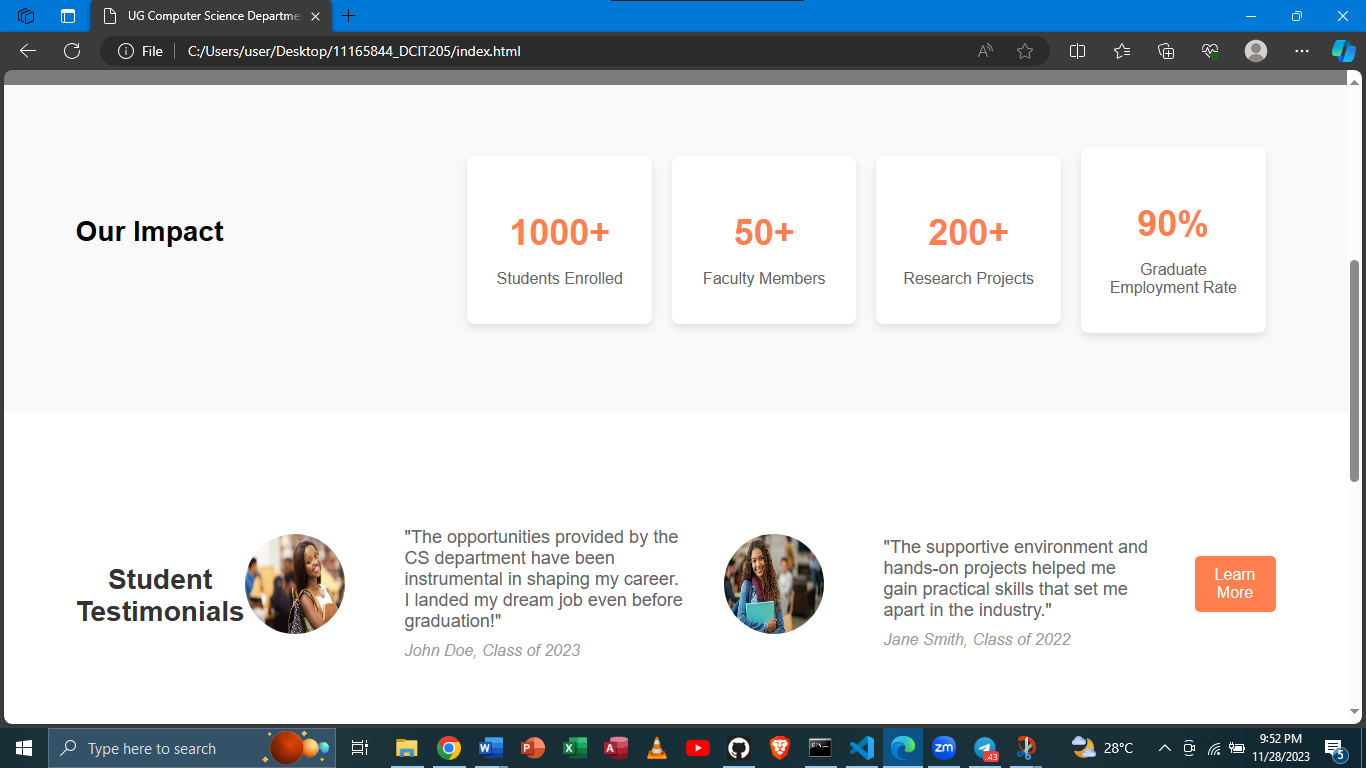 UG Computer Science Departme
File
C:/Users/user/Desktop/11165844_DCIT205/index.html
Our Impact
1000+
Students Enrolled
50+
Faculty Members
200+
Research Projects
90%
Graduate
Employment Rate
Student
Testimonials
"The opportunities provided by the
CS department have been
instrumental in shaping my career.
I landed my dream job even before
graduation!"
John Doe, Class of 2023
"The supportive environment and
hands-on projects helped me
gain practical skills that set me
apart in the industry."
Jane Smith, Class of 2022
Learn
More
Type here to search
zm
43
28°C
9:52 PM
11/28/2023
5